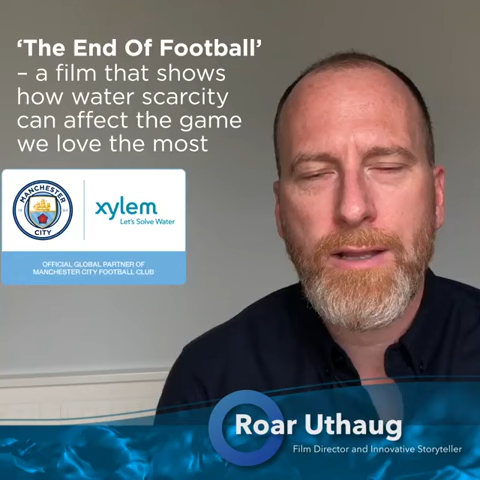 ‘The End Of Football’
– a film that shows
how water scarcity
can affect the game
we love the most
MANCHESTER
CITY
xylem
Let's Solve Water
OFFICIAL GLOBAL PARTNER OF
MANCHESTER CITY FOOTBALL CLUB
Roar Uthaug
Film Director and Innovative Storyteller